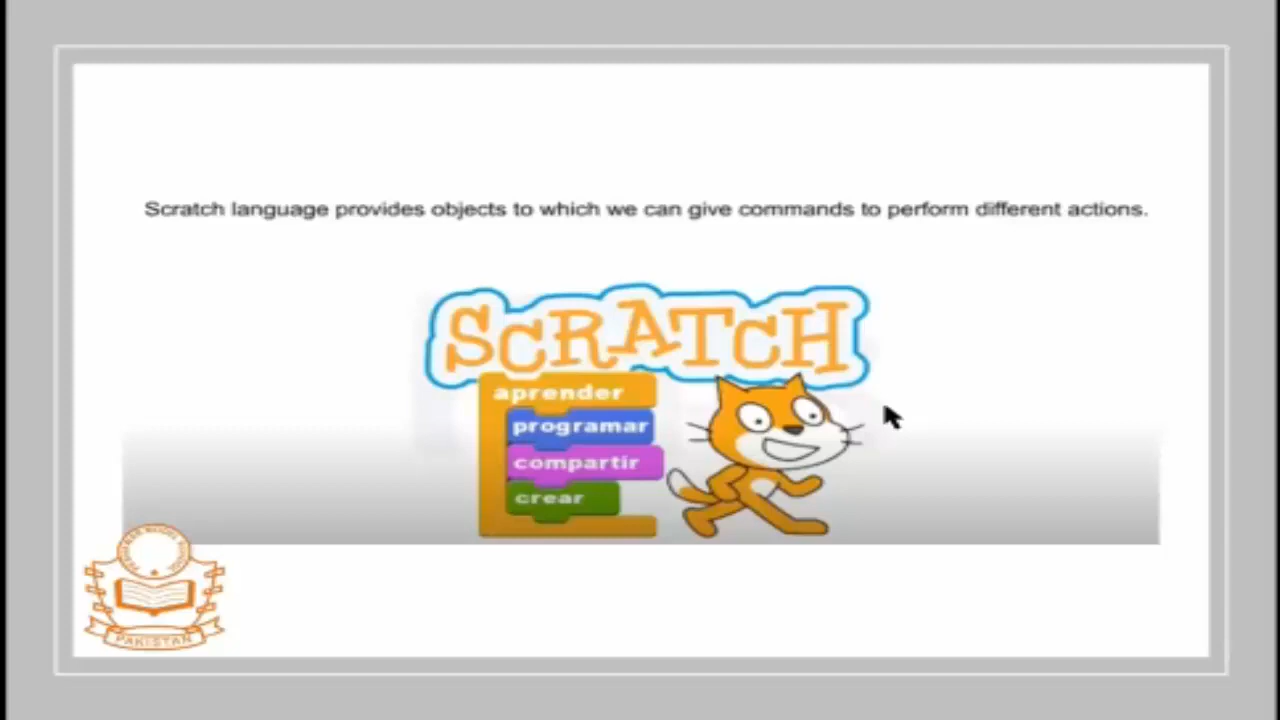 Scratch language provides objects to which we can give commands to perform different actions.
SCRATCH
aprender
programar
compartir
crear
PAKISTAN